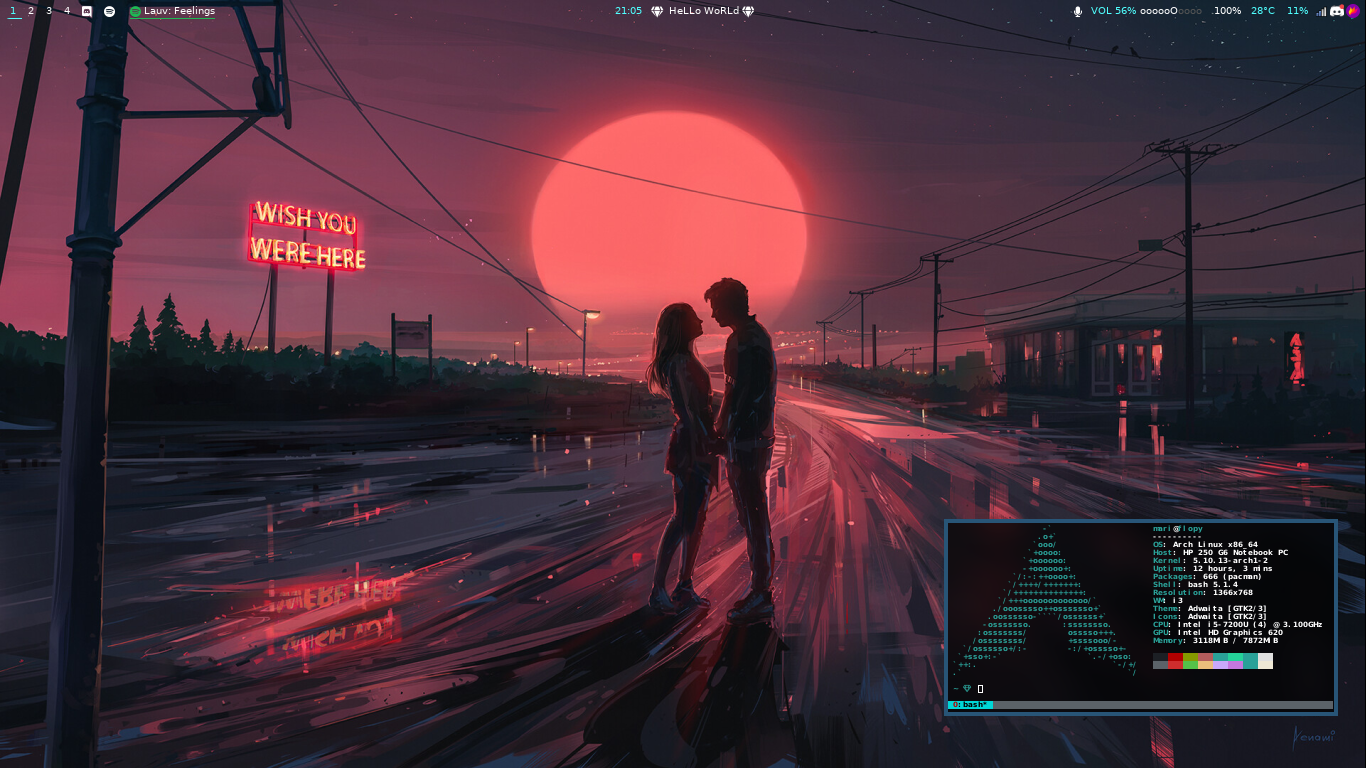 1 2 3 4 Lauv: Feelings 21:05 HeLLo WoRLd VOL 56% oooooOoooo .100% 28°C 11%
WISH YOU
WERE HERE
mari@lopy
----------
OS: Arch Linux x86_64
Host: HP 250 G6 Notebook PC
Kernel: 5.10.13-arch1-2
Uptime: 12 hours, 3 mins
Packages: 666 (pacman)
Shell: bash 5.1.4
Resolution: 1366x768
WM: i3
Theme: Adwaita [GTK2/3]
Icons: Adwaita [GTK2/3]
CPU: Intel i5-7200U (4) @ 3.100GHz
GPU: Intel HD Graphics 620
Memory: 3118MB / 7872MB
~
0:bash*